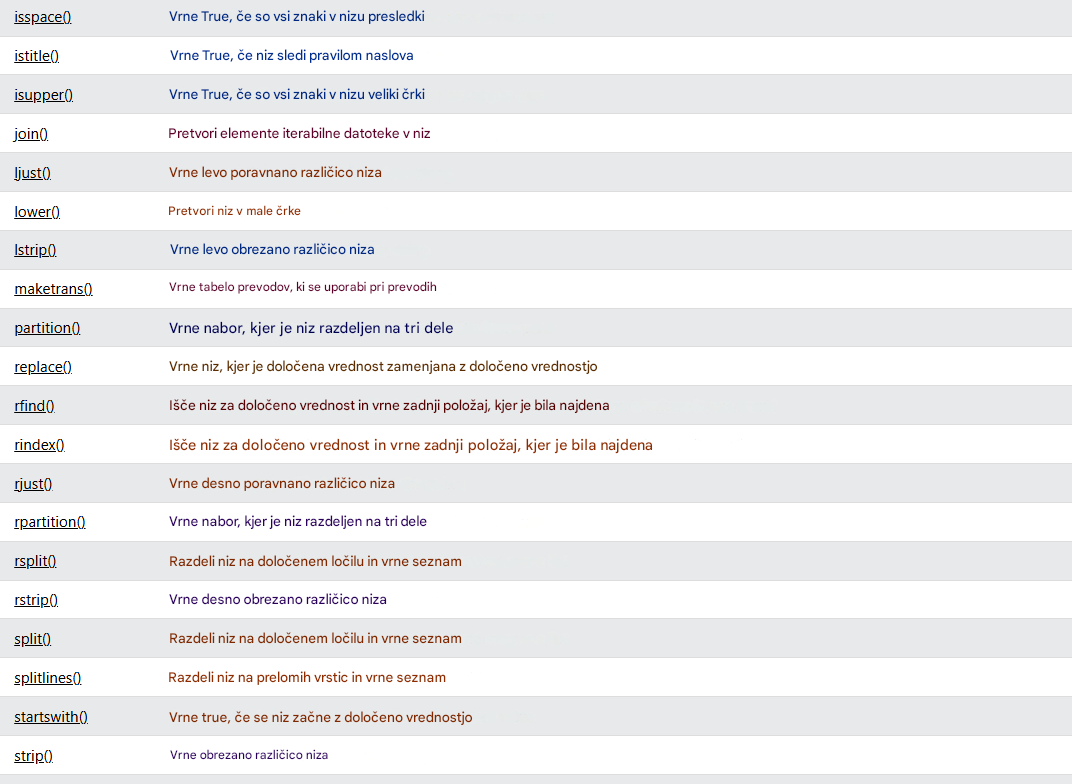 isspace() Vrne True, če so vsi znaki v nizu presledki
istitle() Vrne True, če niz sledi pravilom naslova
isupper() Vrne True, če so vsi znaki v nizu veliki črki
join() Pretvori elemente iterabilne datoteke v niz
ljust() Vrne levo poravnano različico niza
lower() Pretvori niz v male črke
lstrip() Vrne levo obrezano različico niza
maketrans() Vrne tabelo prevodov, ki se uporabi pri prevodih
partition() Vrne nabor, kjer je niz razdeljen na tri dele
replace() Vrne niz, kjer je določena vrednost zamenjana z določeno vrednostjo
rfind() Išče niz za določeno vrednost in vrne zadnji položaj, kjer je bila najdena
rindex() Išče niz za določeno vrednost in vrne zadnji položaj, kjer je bila najdena
rjust() Vrne desno poravnano različico niza
rpartition() Vrne nabor, kjer je niz razdeljen na tri dele
rsplit() Razdeli niz na določenem ločilu in vrne seznam
rstrip() Vrne desno obrezano različico niza
split() Razdeli niz na določenem ločilu in vrne seznam
splitlines() Razdeli niz na prelomih vrstic in vrne seznam
startswith() Vrne true, če se niz začne z določeno vrednostjo
strip() Vrne obrezano različico niza